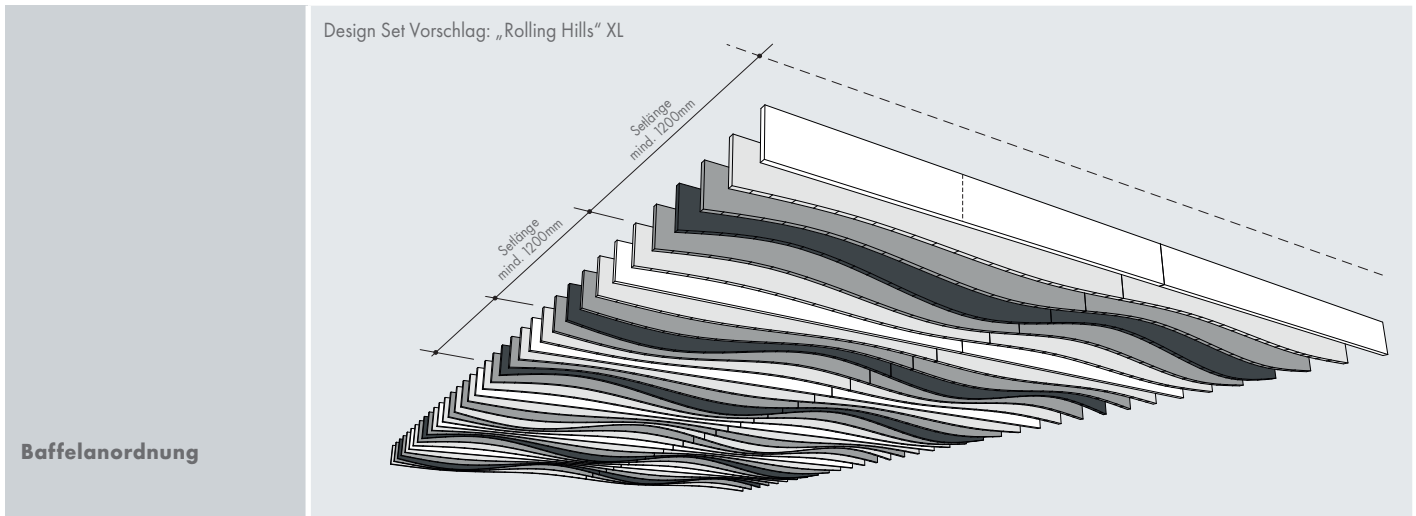 Design Set Vorschlag: „Rolling Hills“ XL
Setlänge
mind. 1200mm
Setlänge
mind. 1200mm
Baffelanordnung